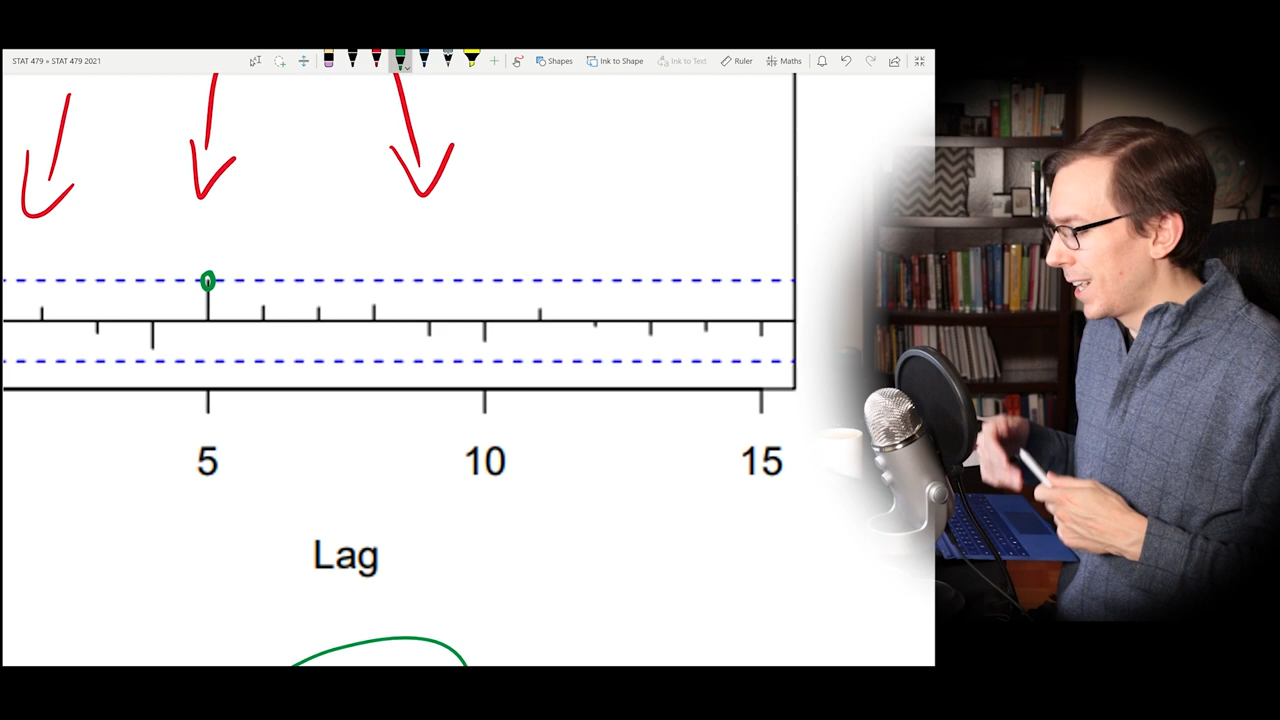 STAT 479 » STAT 479 2021
Shapes
Ink to Shape
Ink to Text
Ruler
Maths
5 10 15
Lag